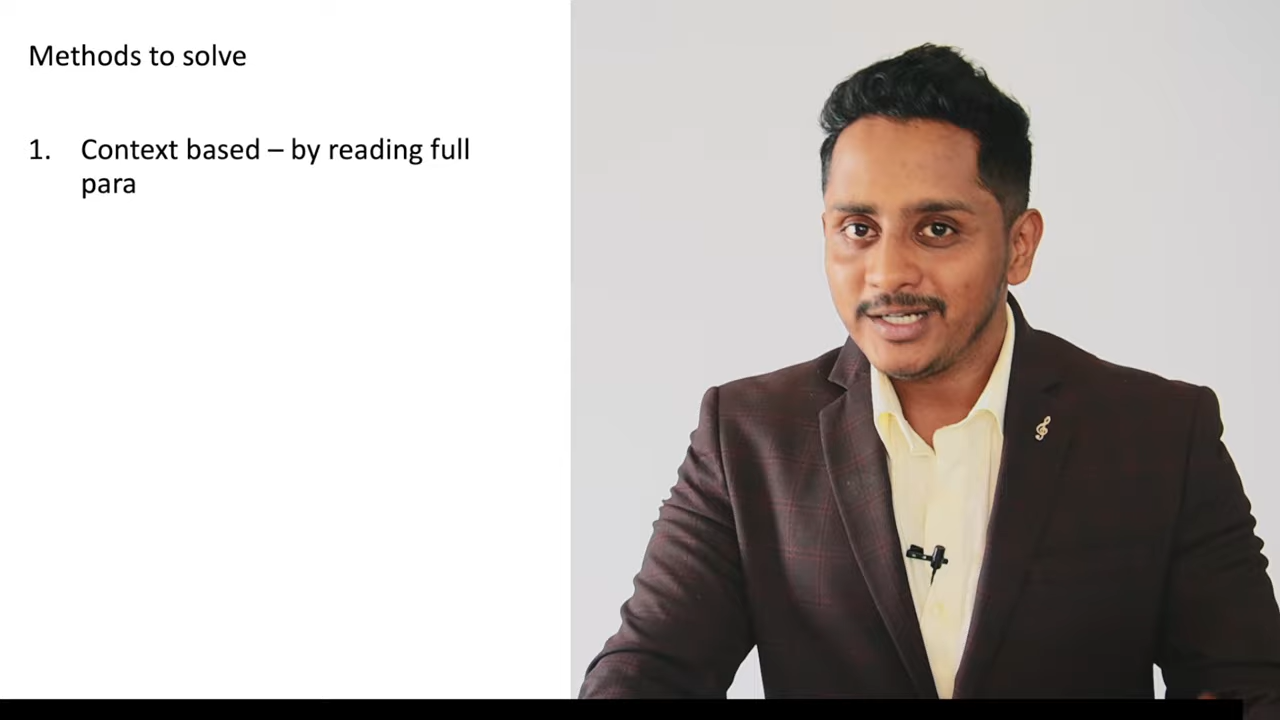 Methods to solve
1. Context based – by reading full
para